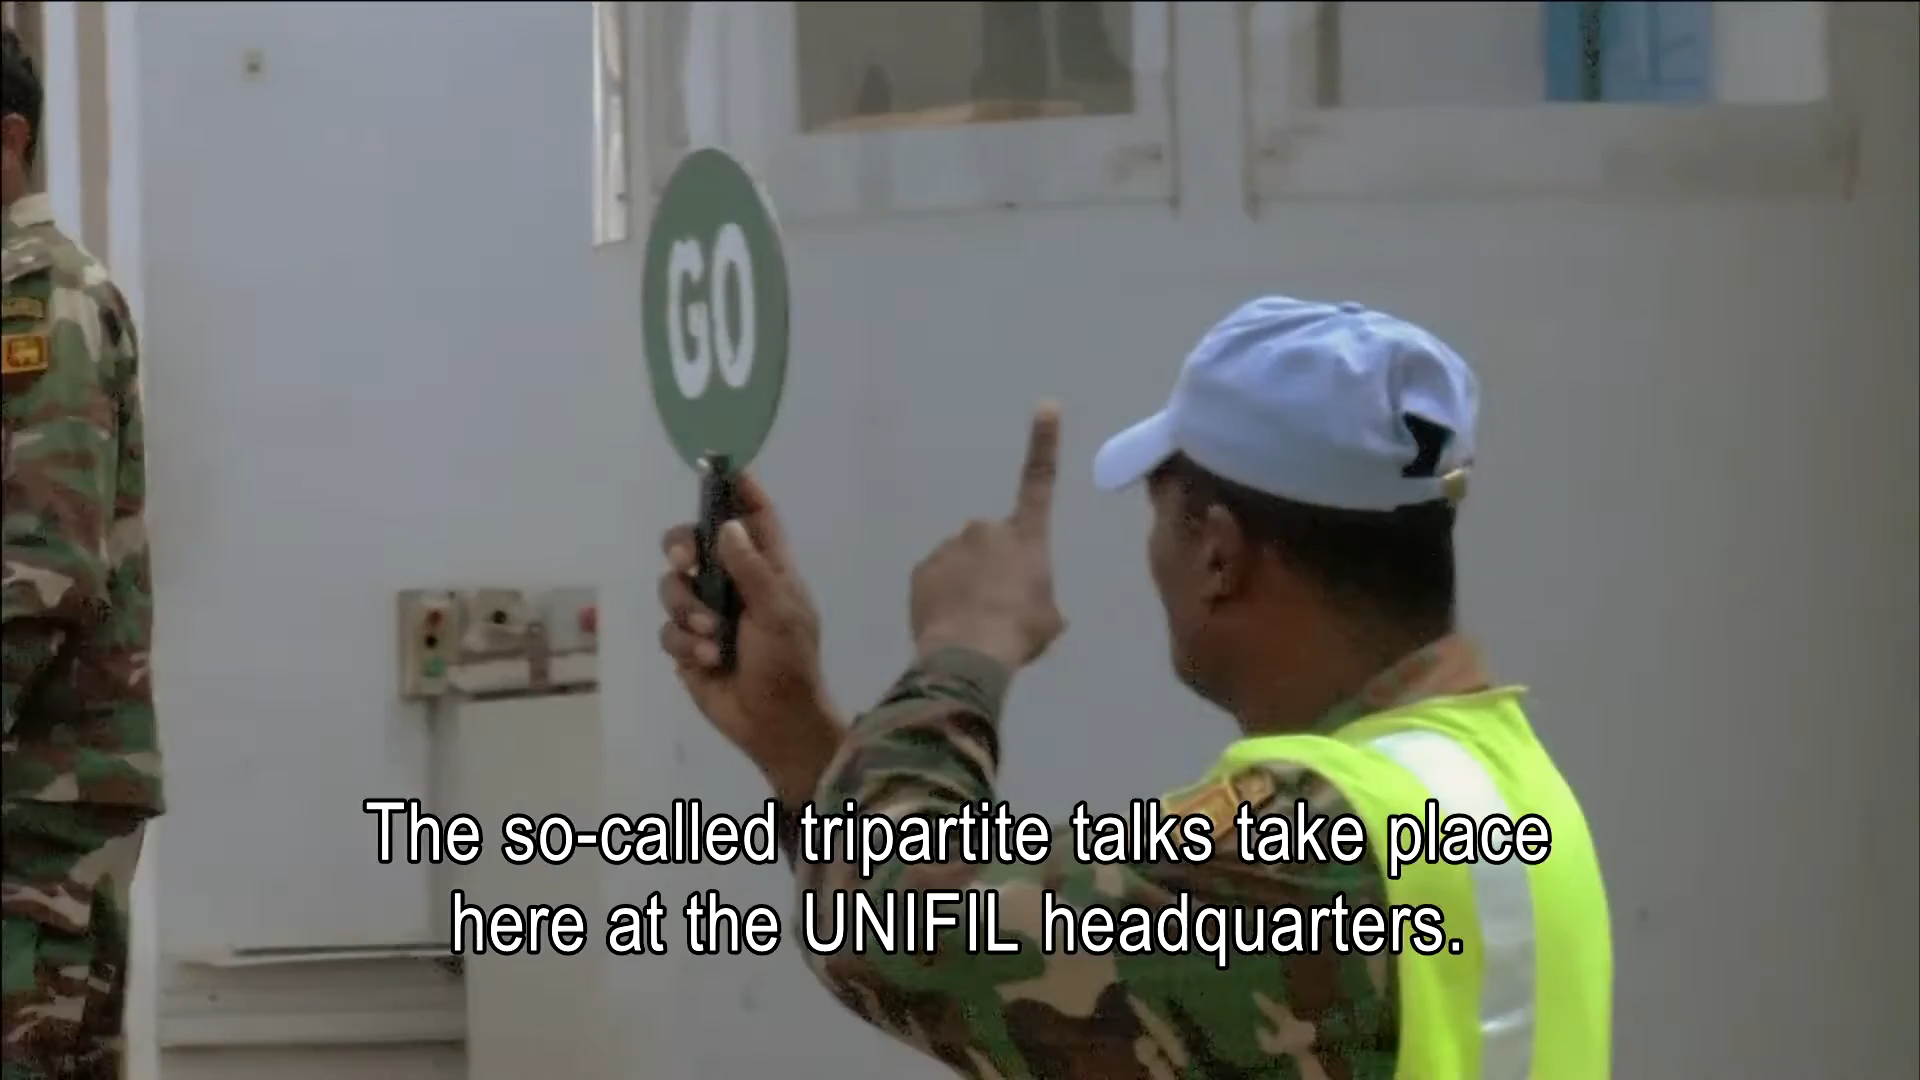 GO
The so-called tripartite talks take place
here at the UNIFIL headquarters.